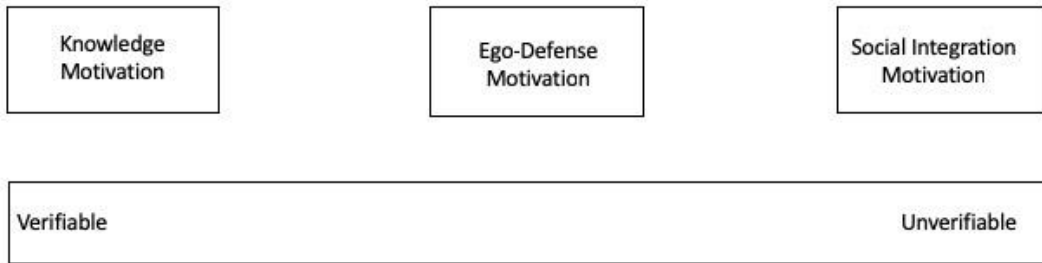 Knowledge
Motivation
Ego-Defense
Motivation
Social Integration
Motivation
Verifiable
Unverifiable